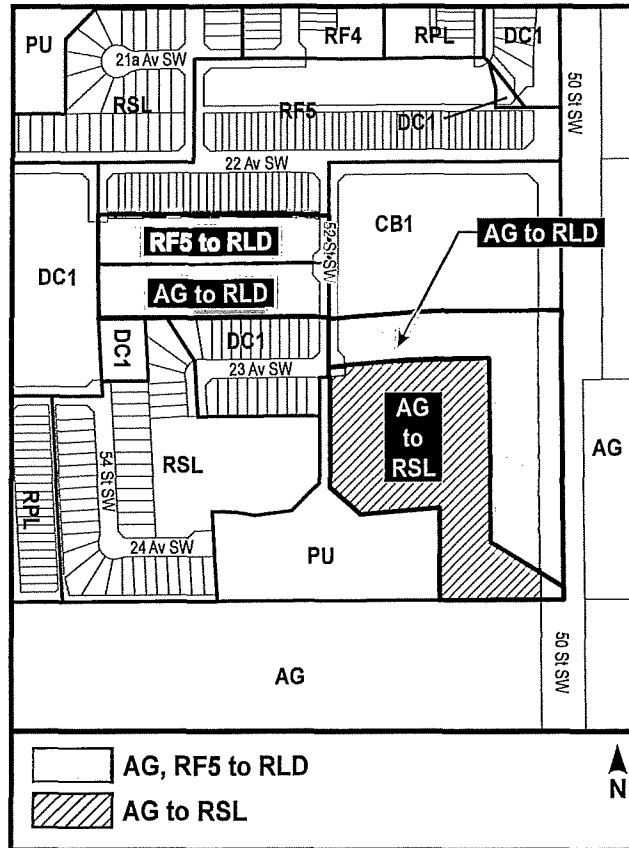 PU
21a Av SW
RSL
RF4
RPL
DC1
50 St SW
RF5
DC1
22 Av SW
RF5 to RLD
52 St SW
CB1
AG to RLD
DC1
AG to RLD
DC1
DC1
23 Av SW
AG
to
RSL
AG
RPL
54 St SW
RSL
24 Av SW
PU
50 St SW
AG
AG, RF5 to RLD
AG to RSL
N